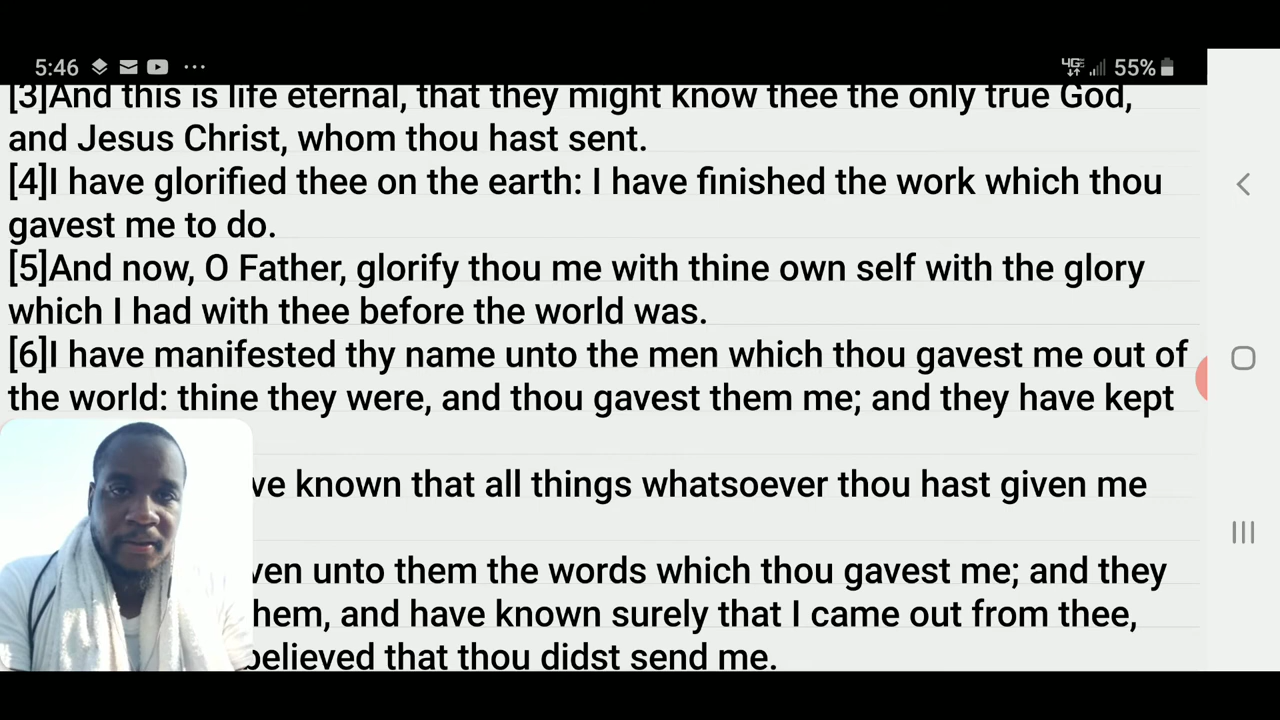 5:46 ... 4G 55%
[3]And this is life eternal, that they might know thee the only true God,
and Jesus Christ, whom thou hast sent.
[4]I have glorified thee on the earth: I have finished the work which thou
gavest me to do.
[5]And now, O Father, glorify thou me with thine own self with the glory
which I had with thee before the world was.
[6]I have manifested thy name unto the men which thou gavest me out of
the world: thine they were, and thou gavest them me; and they have kept
ve known that all things whatsoever thou hast given me
ven unto them the words which thou gavest me; and they
hem, and have known surely that I came out from thee,
believed that thou didst send me.